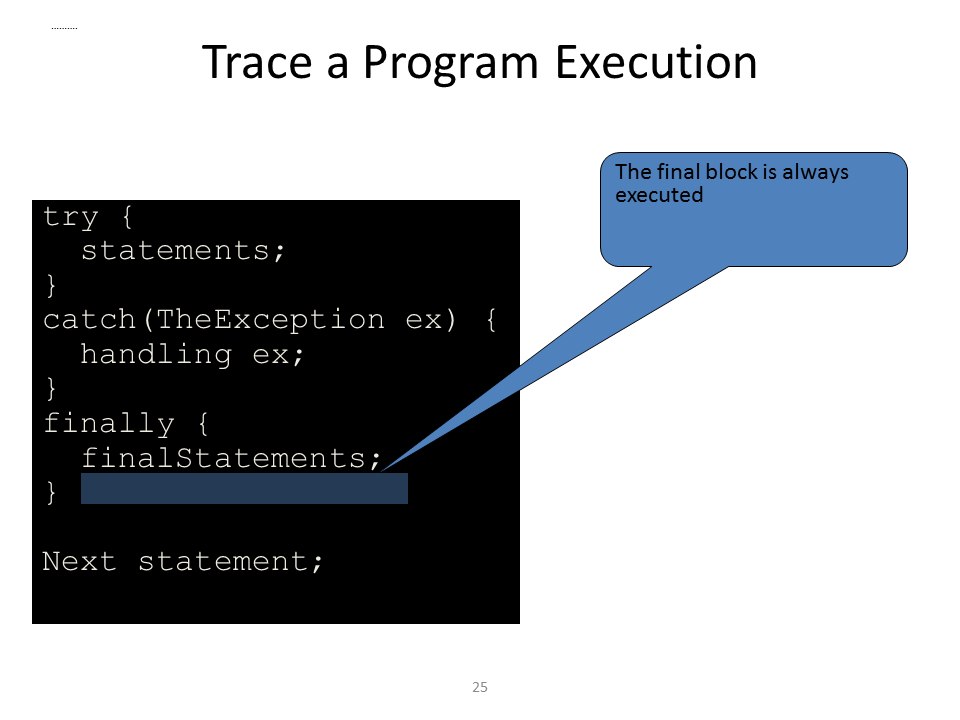 ..........
Trace a Program Execution
The final block is always
executed
try {
  statements;
}
catch(TheException ex) {
  handling ex;
}
finally {
  finalStatements;
}
Next statement;
25